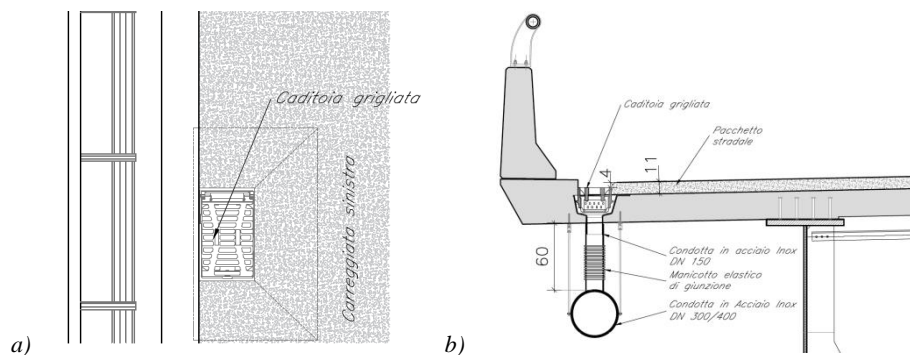 Caditoia grigliata
Carreggiata sinistra
a)
Caditoia grigliata
Pacchetto
stradale
4
11
60
Condotta in acciaio Inox
DN 150
Manicotto elastico
di giunzione
Condotta in Acciaio Inox
DN 300/400
b)